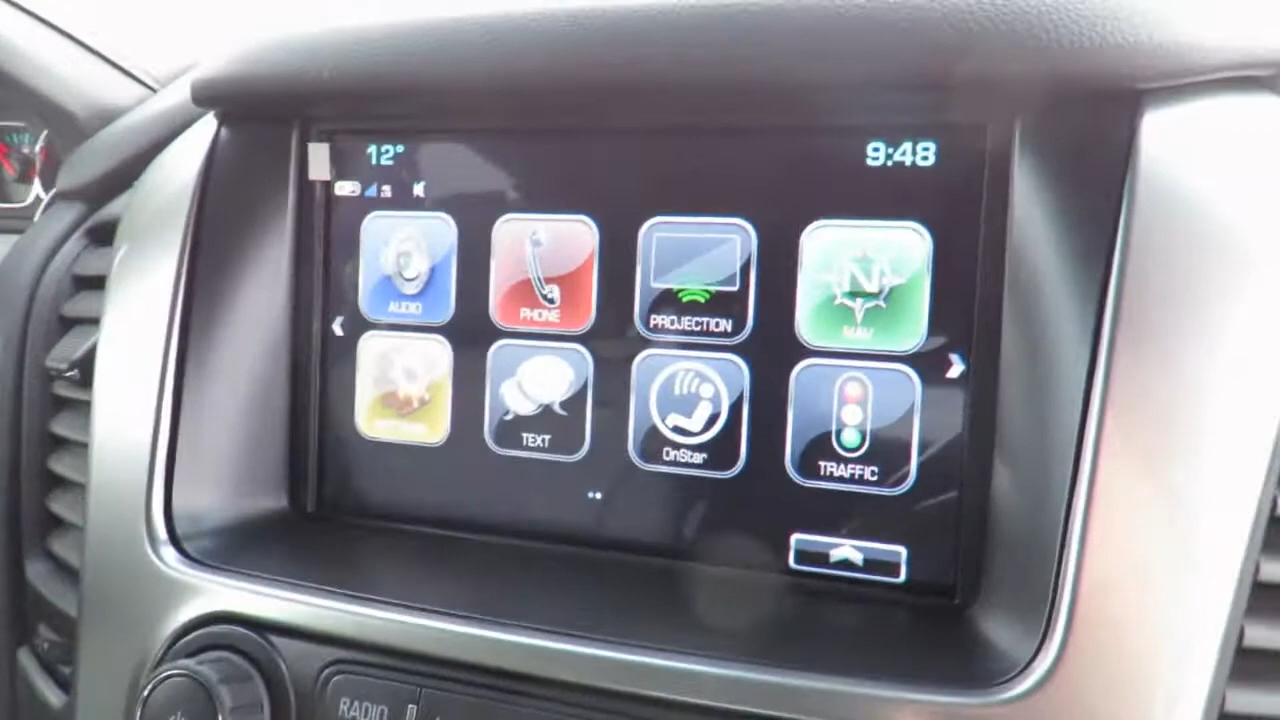 12°
9:48
AUDIO
PHONE
PROJECTION
NAV
TEXT
OnStar
TRAFFIC
RADIO